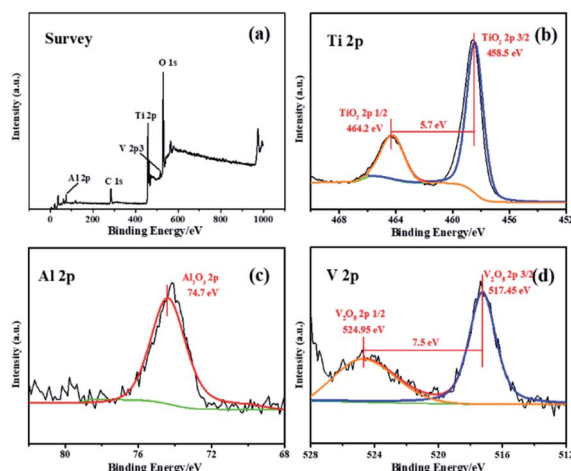 Survey
(a)
O 1s
Ti 2p
V 2p3
Al 2p
C 1s
Intensity (a.u.)
0 200 400 600 800 1000
Binding Energy/eV
Ti 2p
(b)
TiO2 2p 3/2
458.5 eV
TiO2 2p 1/2
464.2 eV
5.7 eV
Intensity (a.u.)
468 464 460 456 452
Binding Energy/eV
Al 2p
(c)
Al2O3 2p
74.7 eV
Intensity (a.u.)
80 76 72 68
Binding Energy/eV
V 2p
(d)
V2O5 2p 3/2
517.45 eV
V2O5 2p 1/2
524.95 eV
7.5 eV
Intensity (a.u.)
528 524 520 516 512
Binding Energy/eV